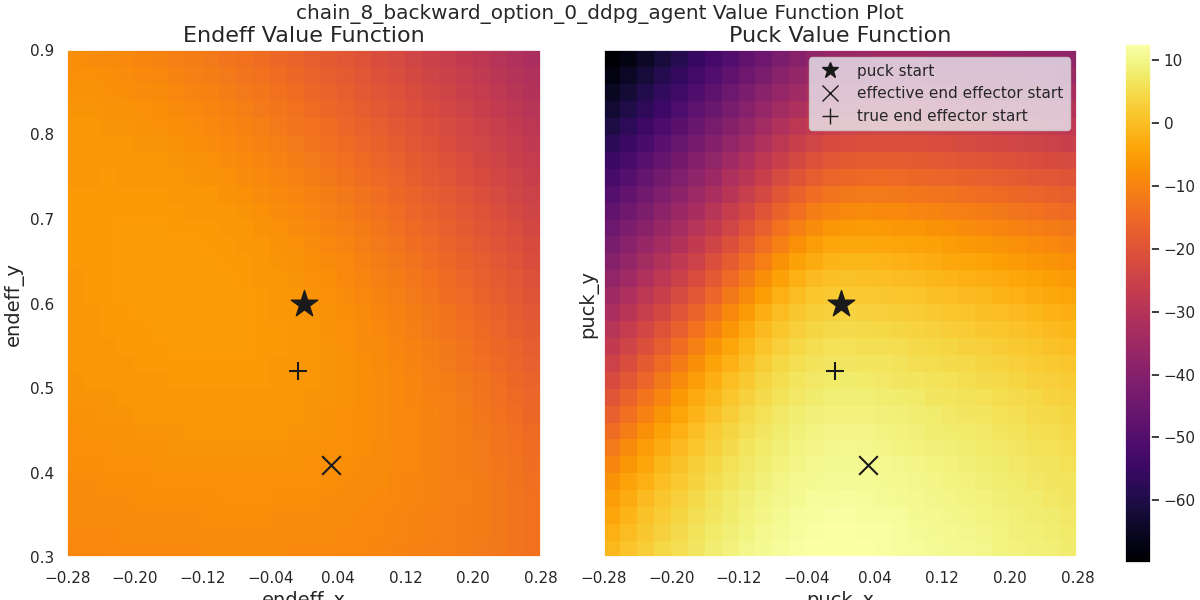 chain_8_backward_option_0_ddpg_agent Value Function Plot
Endeff Value Function
Puck Value Function
0.9
0.8
0.7
0.6
0.5
0.4
0.3
endeff_y
−0.28 −0.20 −0.12 −0.04 0.04 0.12 0.20 0.28
endeff_x
puck_y
puck start
effective end effector start
true end effector start
−0.28 −0.20 −0.12 −0.04 0.04 0.12 0.20 0.28
puck_x
10
0
−10
−20
−30
−40
−50
−60